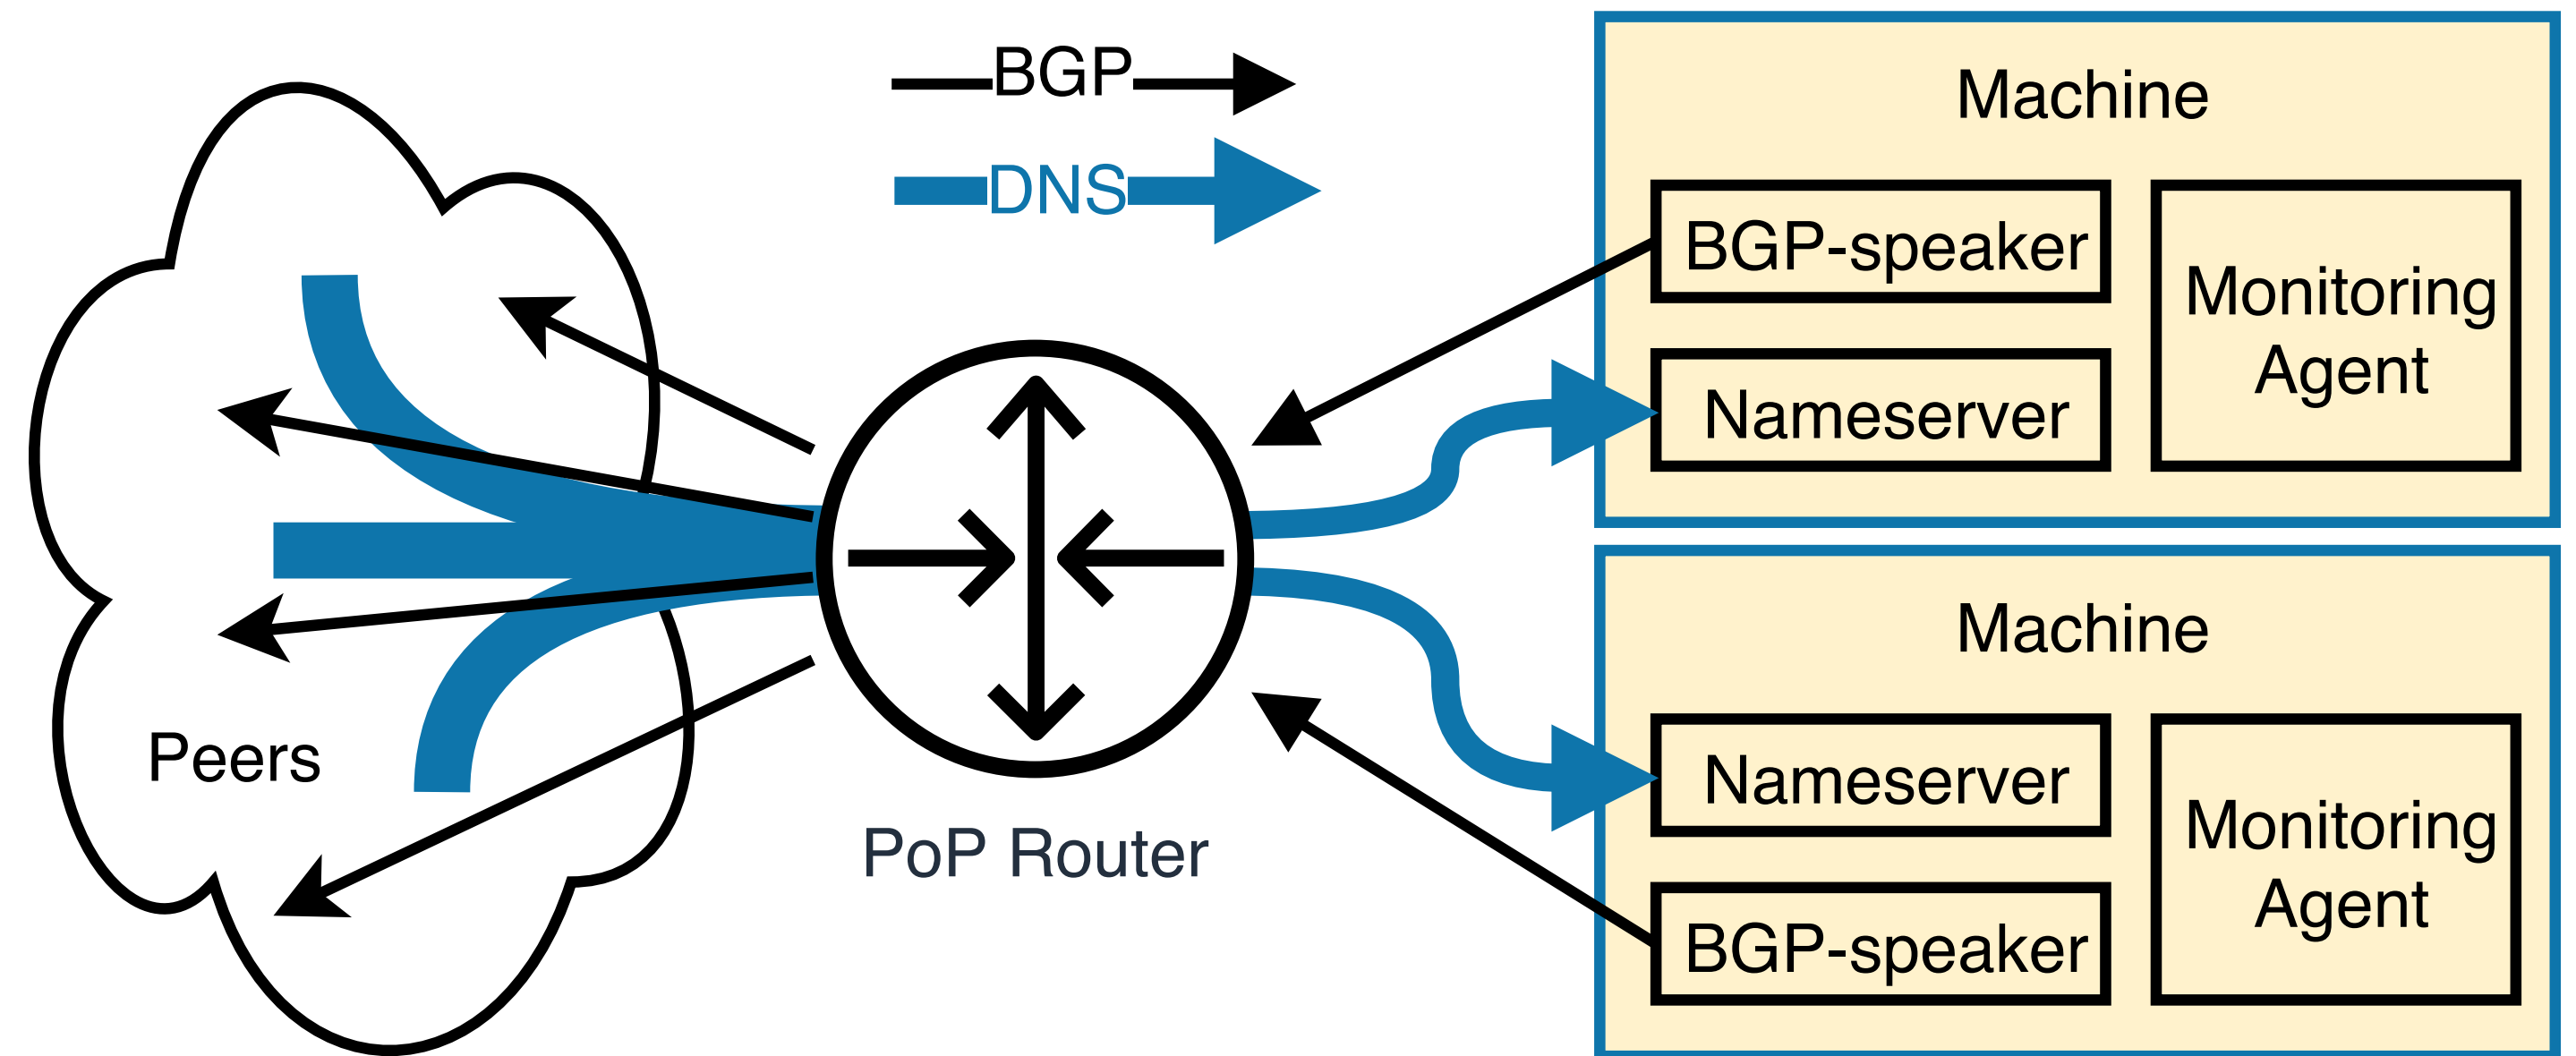 BGP
DNS
Peers
PoP Router
Machine
BGP-speaker
Nameserver
Monitoring
Agent
Machine
Nameserver
BGP-speaker
Monitoring
Agent